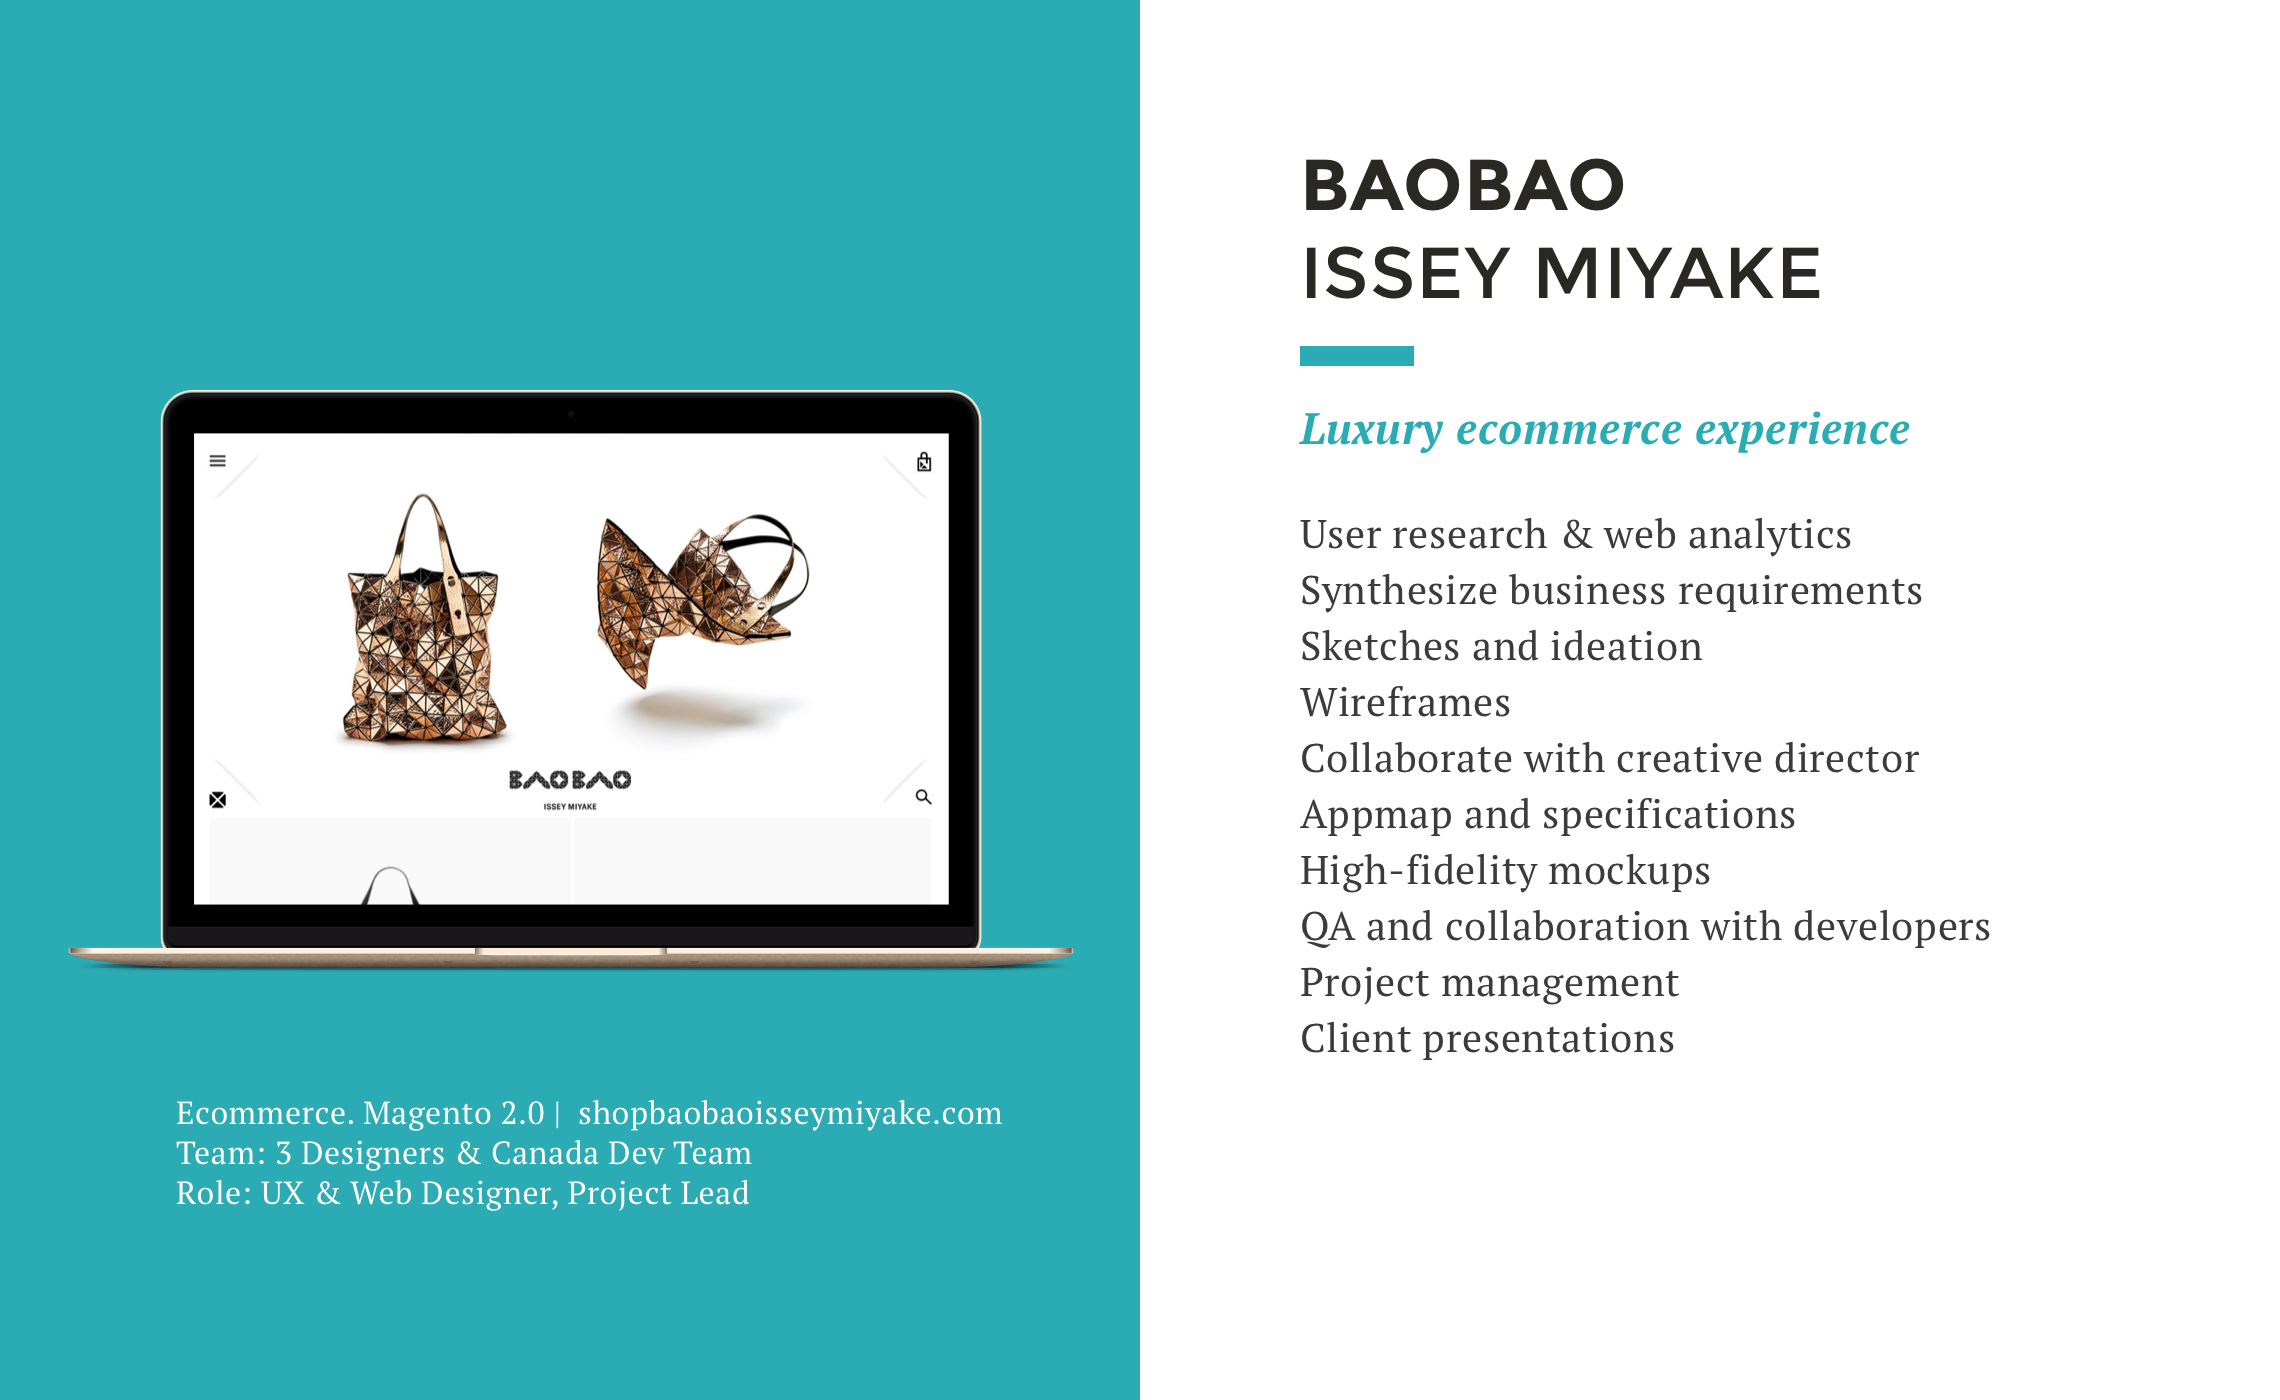 BAOBAO
ISSEY MIYAKE
Ecommerce. Magento 2.0 | shopbaobaoisseymiyake.com
Team: 3 Designers & Canada Dev Team
Role: UX & Web Designer, Project Lead
BAOBAO
ISSEY MIYAKE
Luxury ecommerce experience
User research & web analytics
Synthesize business requirements
Sketches and ideation
Wireframes
Collaborate with creative director
Appmap and specifications
High-fidelity mockups
QA and collaboration with developers
Project management
Client presentations